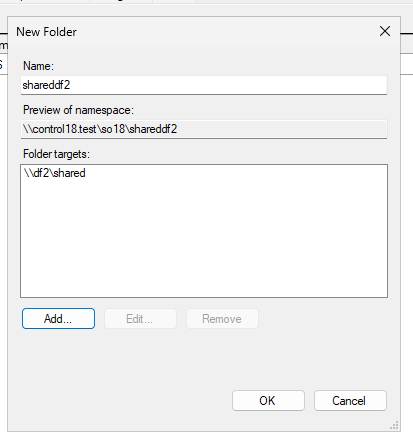 New Folder
Name:
shareddf2
Preview of namespace:
\\control18.test\so18\shareddf2
Folder targets:
\\df2\shared
Add...
Edit...
Remove
OK
Cancel